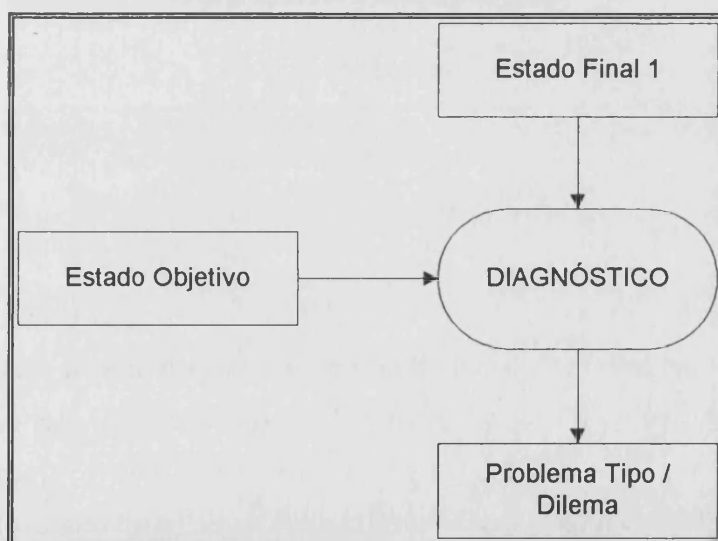 Estado Final 1
Estado Objetivo
DIAGNÓSTICO
Problema Tipo /
Dilema